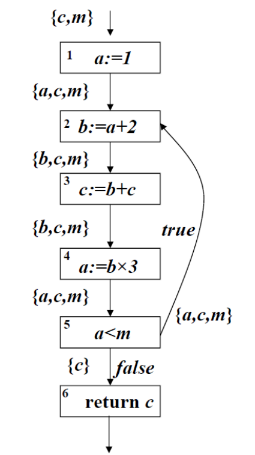 {c,m}
1 a:=1
{a,c,m}
2 b:=a+2
{b,c,m}
3 c:=b+c
{b,c,m}
true
4 a:=b×3
{a,c,m}
{a,c,m}
5 a<m
{c} false
6 return c